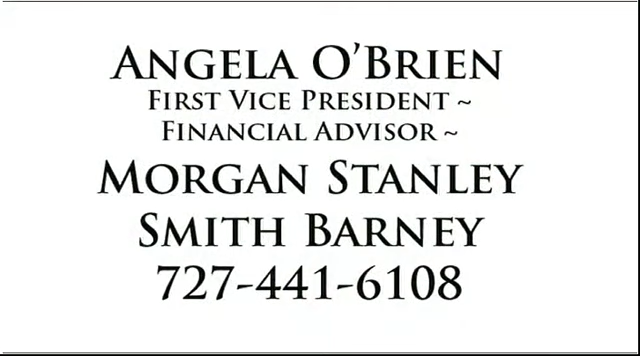 Angela O'Brien
First Vice President ~
Financial Advisor ~
Morgan Stanley
Smith Barney
727-441-6108